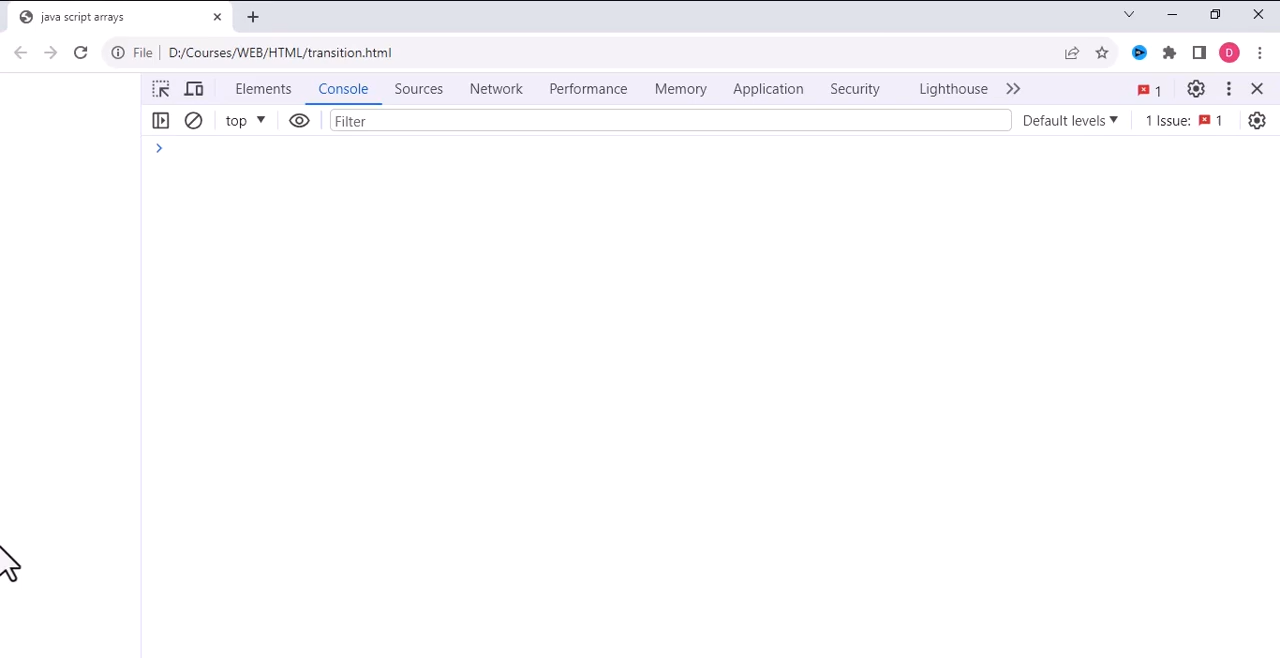 java script arrays
File D:/Courses/WEB/HTML/transition.html
D
Elements Console Sources Network Performance Memory Application Security Lighthouse 1
top Filter Default levels 1 Issue: 1